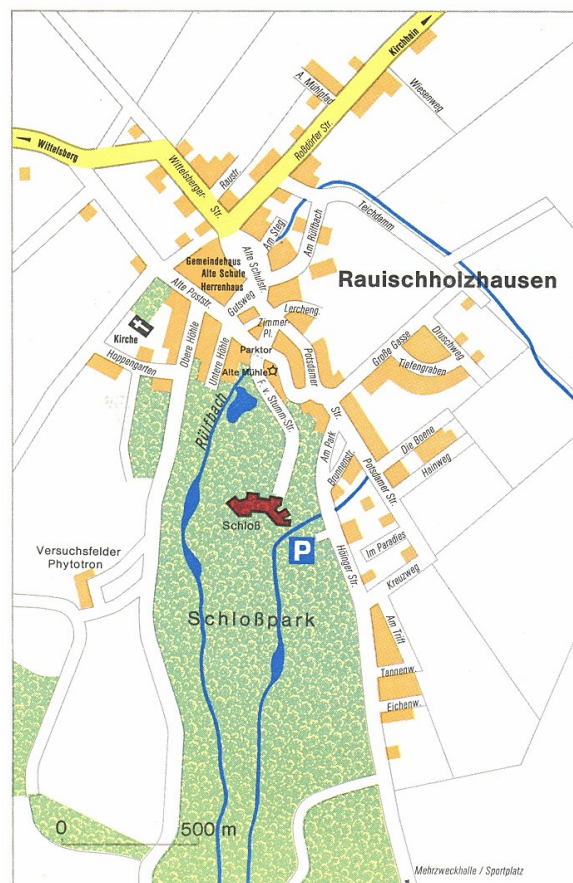 Kirchhain
A. Mühlpfad
Wiesenweg
Roßdörfer Str.
Wittelsberg
Wittelsberger-
Str.
Raustr.
Teichdamm
Am Steg
Am Rülfbach
Gemeindehaus
Alte Schule
Herrenhaus
Alte Schulstr.
Rauischholzhausen
Alte Poststr.
Gutsweg
Lercheng.
Zimmer-
Pl.
Kirche
Hoppengarten
Obere Höhle
Untere Höhle
Parktor
Alte Mühle
Potsdamer
Str.
Große Gasse
Druschweg
Tiefengraben
F. v. Stumm-Str.
Rülfbach
Am Park
Brunnenstr.
Potsdamer Str.
Die Boene
Hainweg
Schloß
P
Versuchsfelder
Phytotron
Höinger Str.
Im Paradies
Kreuzweg
Schloßpark
Am Trift
Tannenw.
Eichenw.
0 500 m
Mehrzweckhalle / Sportplatz